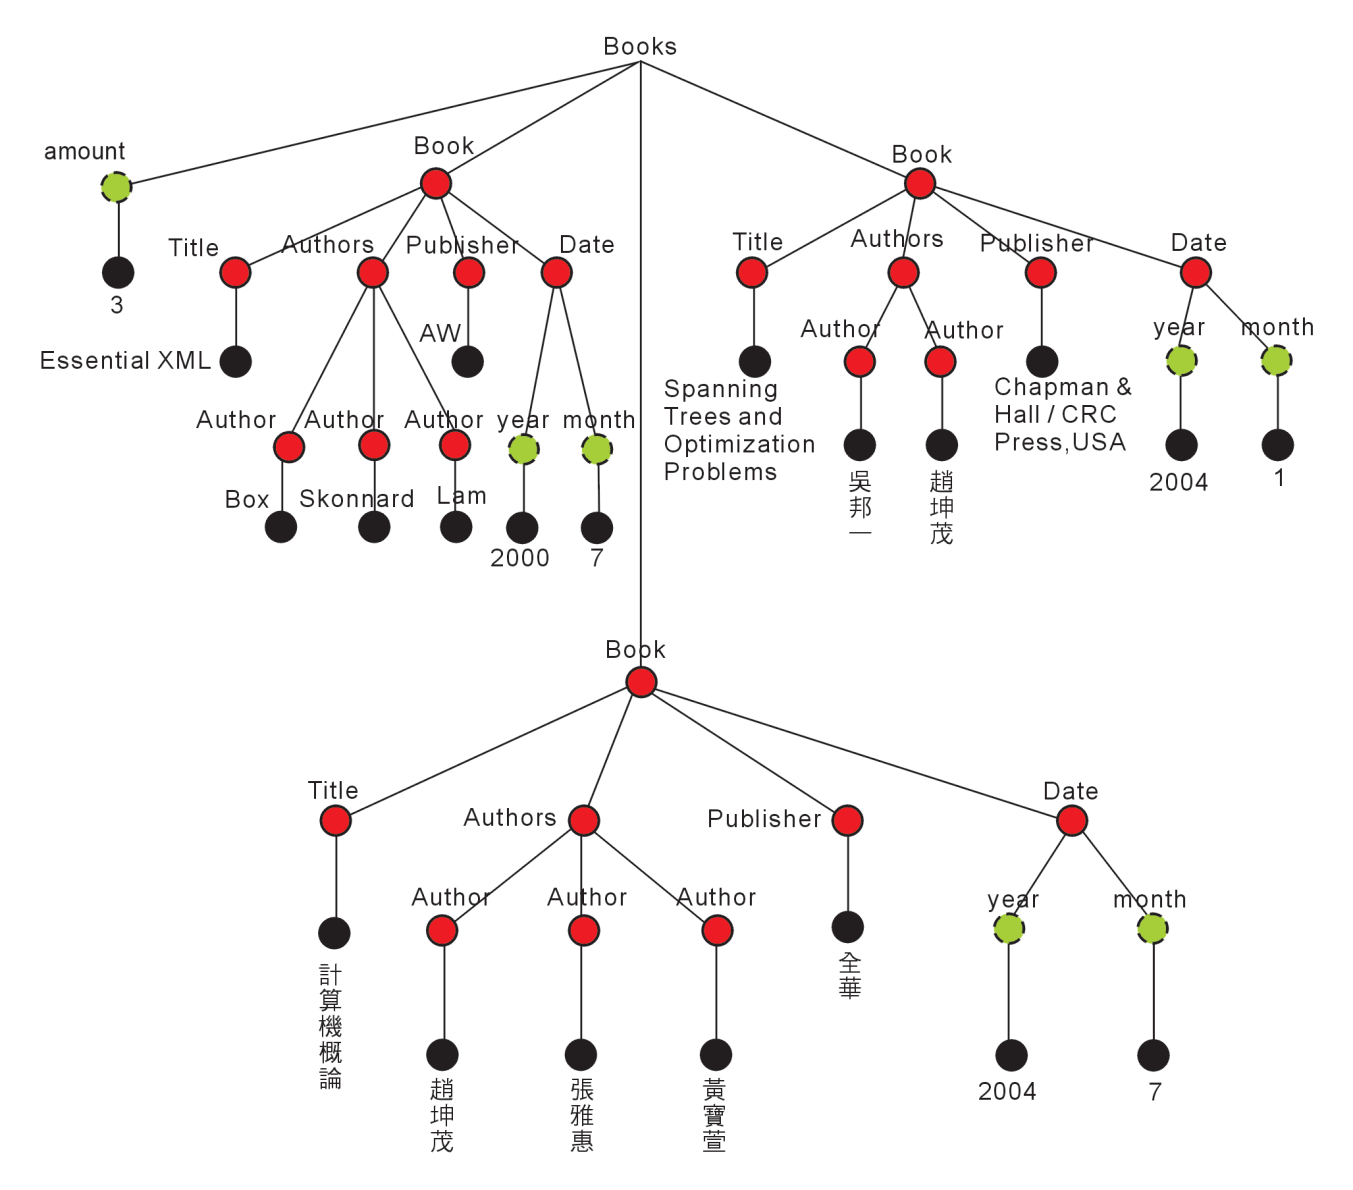 Books
amount
3
Book
Title
Essential XML
Authors
Author
Box
Author
Skonnard
Author
Lam
Publisher
AW
Date
year
2000
month
7
Book
Title
Spanning
Trees and
Optimization
Problems
Authors
Author
吳邦一
Author
趙坤茂
Publisher
Chapman &
Hall / CRC
Press,USA
Date
year
2004
month
1
Book
Title
計算機概論
Authors
Author
趙坤茂
Author
張雅惠
Author
黃寶萱
Publisher
全華
Date
year
2004
month
7